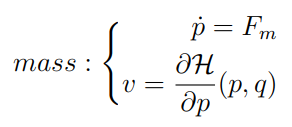 mass : { ṗ = F_m
v = ∂ℋ/∂p (p, q)